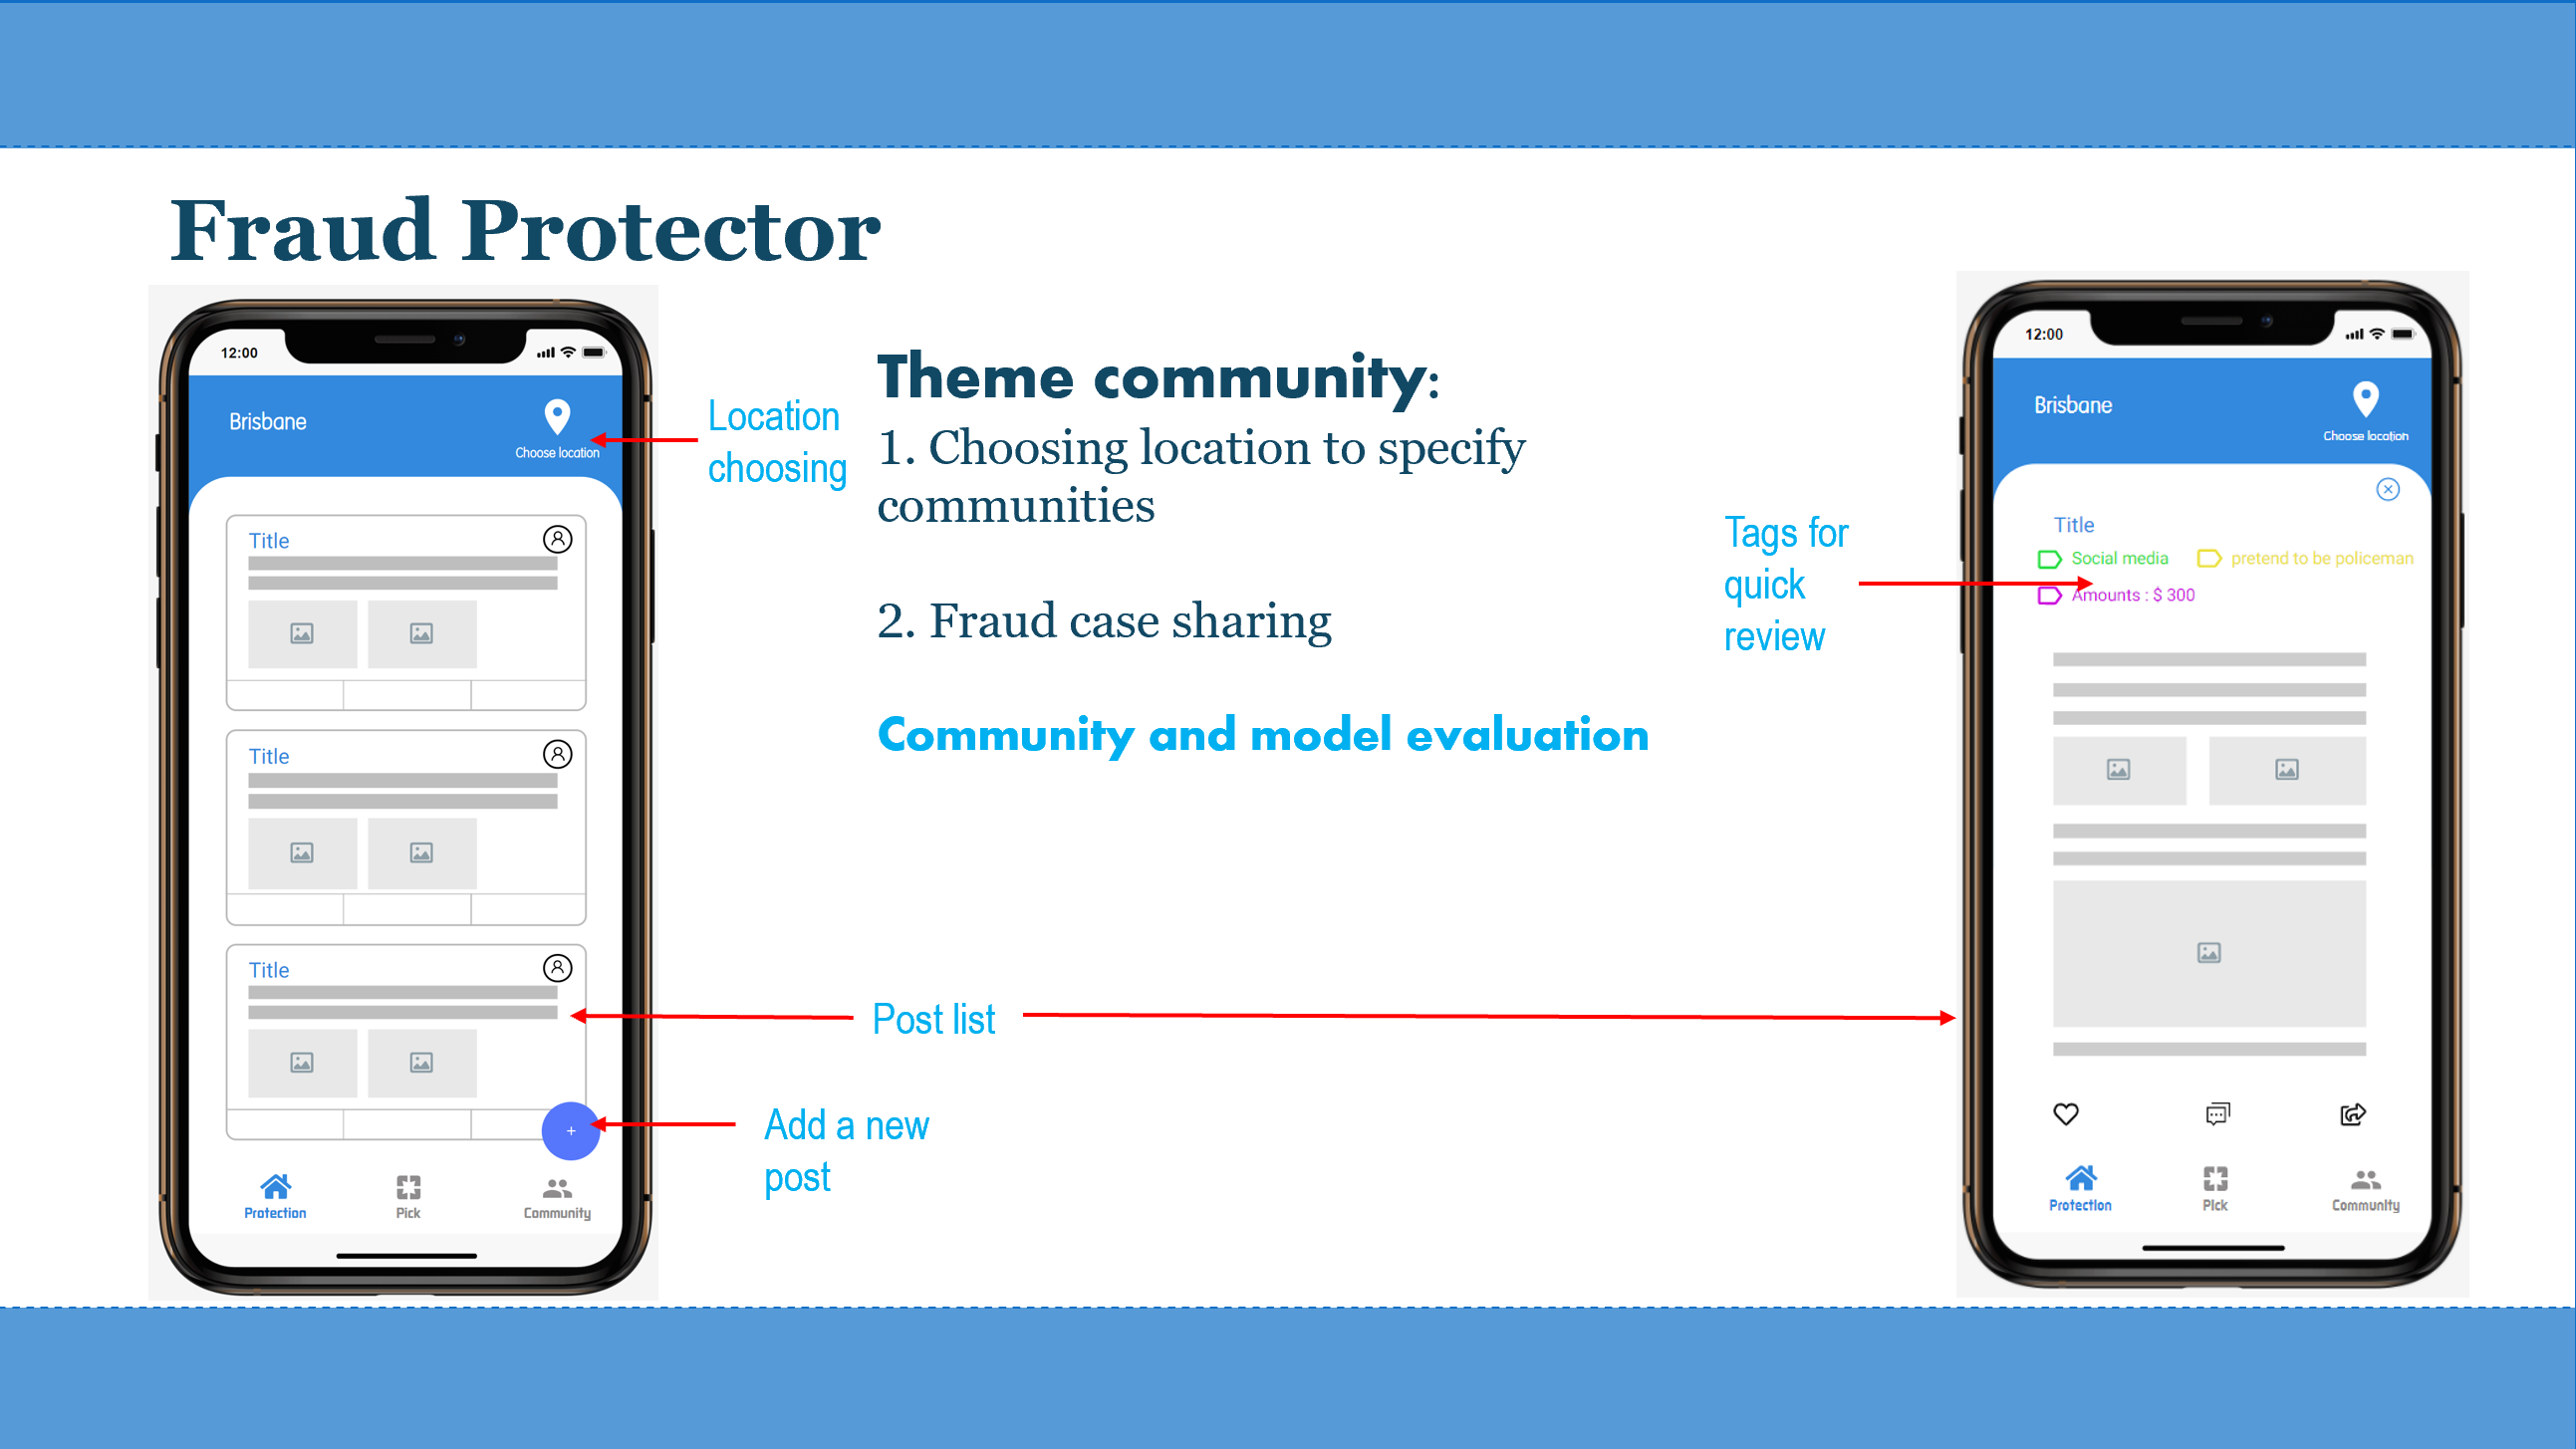 Fraud Protector
12:00
Brisbane
Choose location
Title
Title
Title
+
Protection
Pick
Community
Location
choosing
Theme community:
1. Choosing location to specify
communities
2. Fraud case sharing
Community and model evaluation
Post list
Add a new
post
Tags for
quick
review
12:00
Brisbane
Choose location
Title
Social media pretend to be policeman
Amounts : $ 300
Protection
Pick
Community